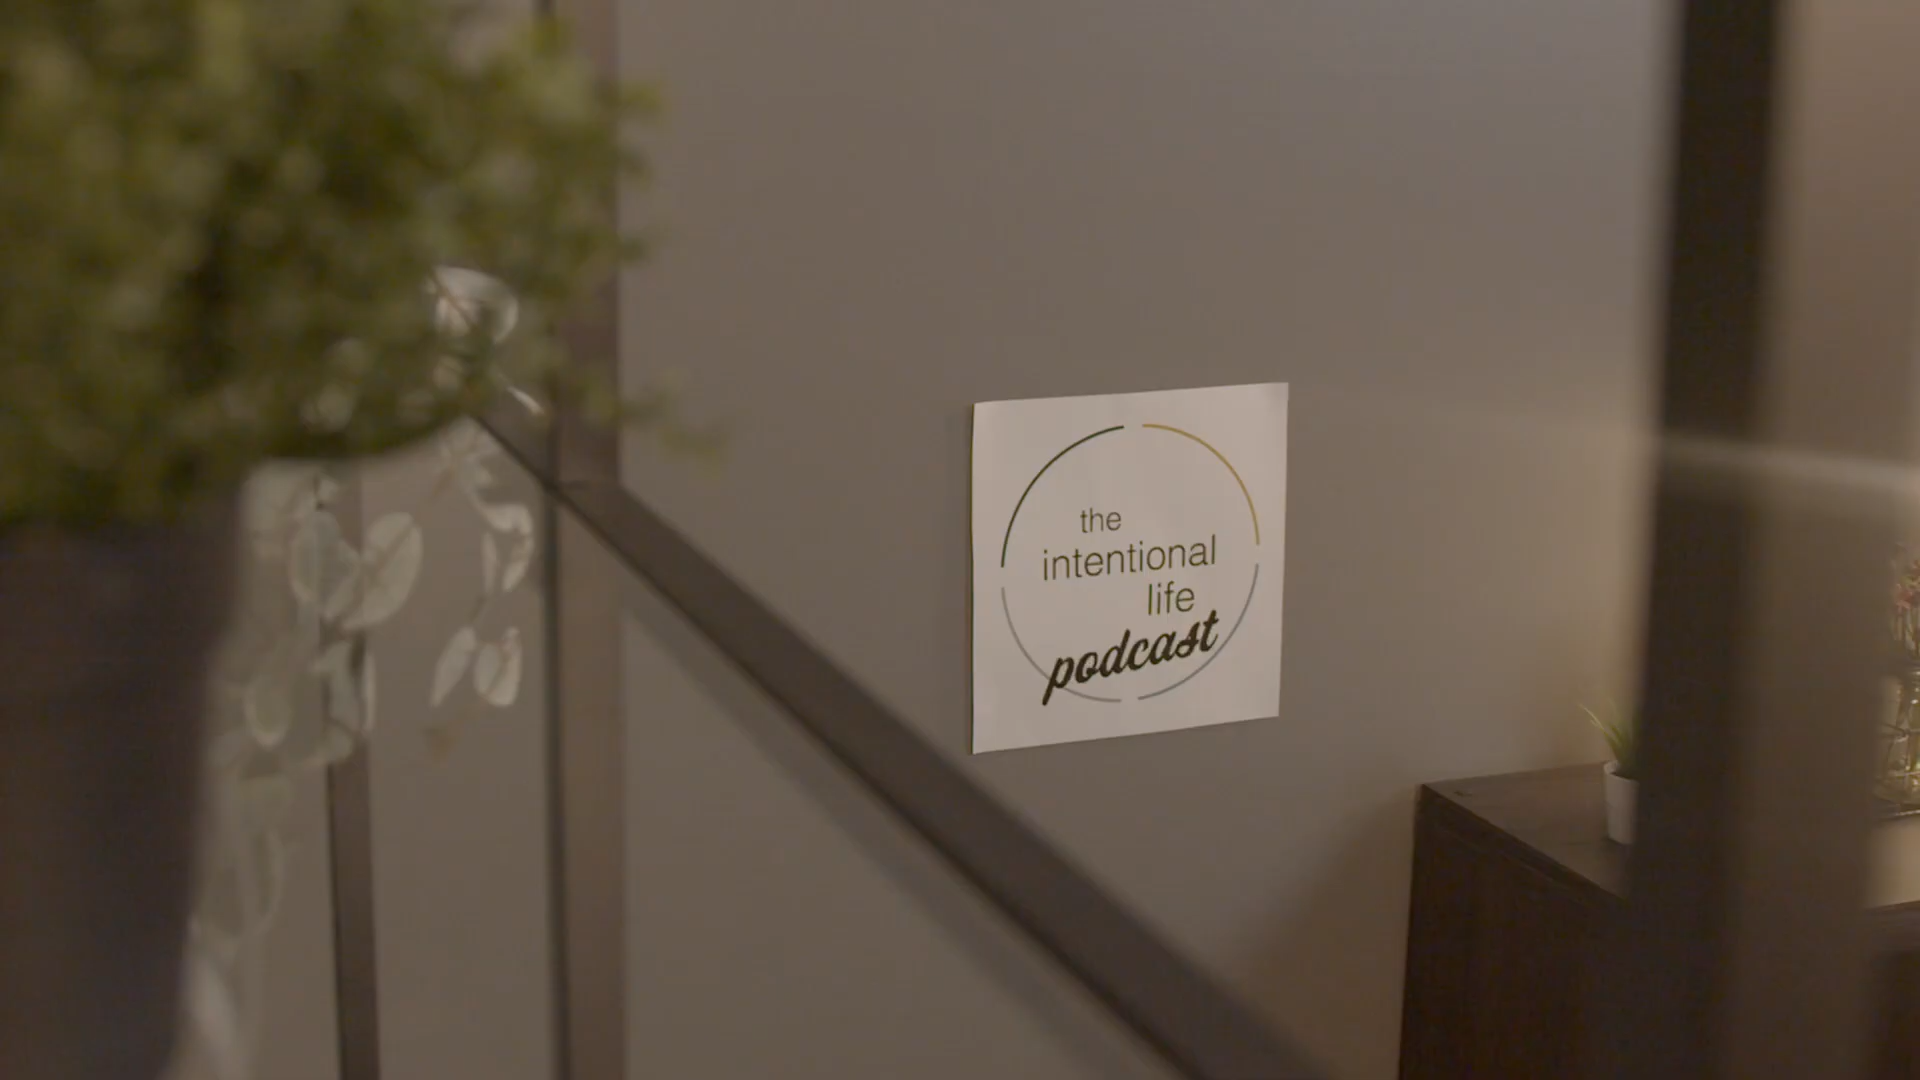 the
intentional
life
podcast